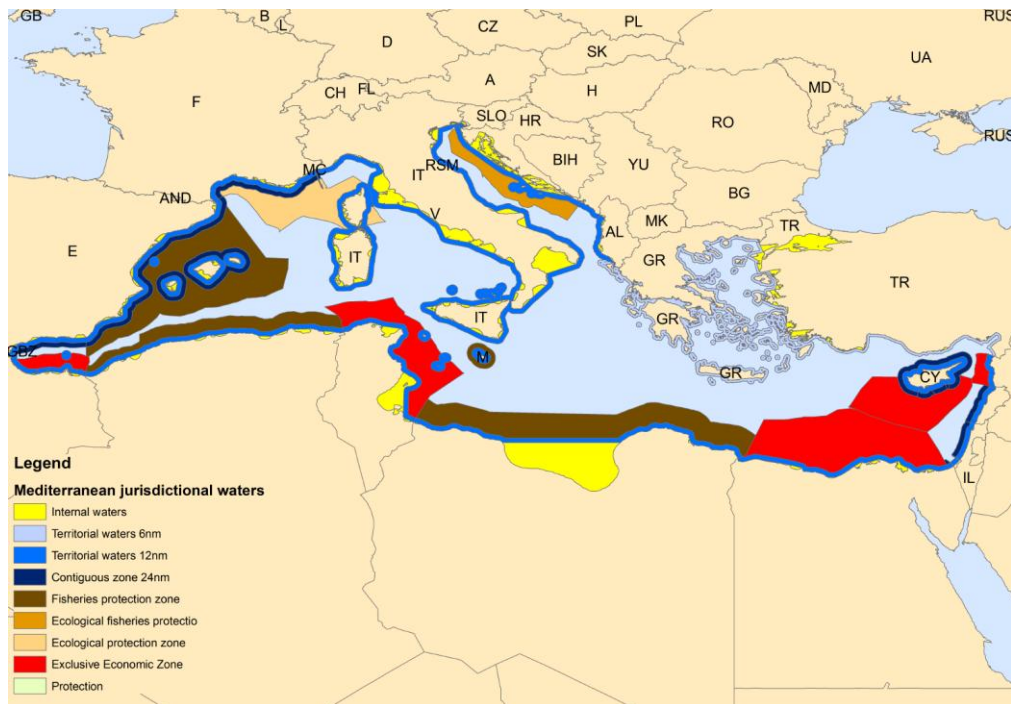 GB
B
L
D
CZ
PL
RUS
SK
UA
F
CH
FL
A
H
MD
SLO
HR
RO
RUS
MC
IT
RSM
BIH
YU
AND
V
BG
E
IT
AL
MK
TR
GR
TR
GR
GBZ
IT
M
GR
CY
IL
Legend
Mediterranean jurisdictional waters
Internal waters
Territorial waters 6nm
Territorial waters 12nm
Contiguous zone 24nm
Fisheries protection zone
Ecological fisheries protectio
Ecological protection zone
Exclusive Economic Zone
Protection